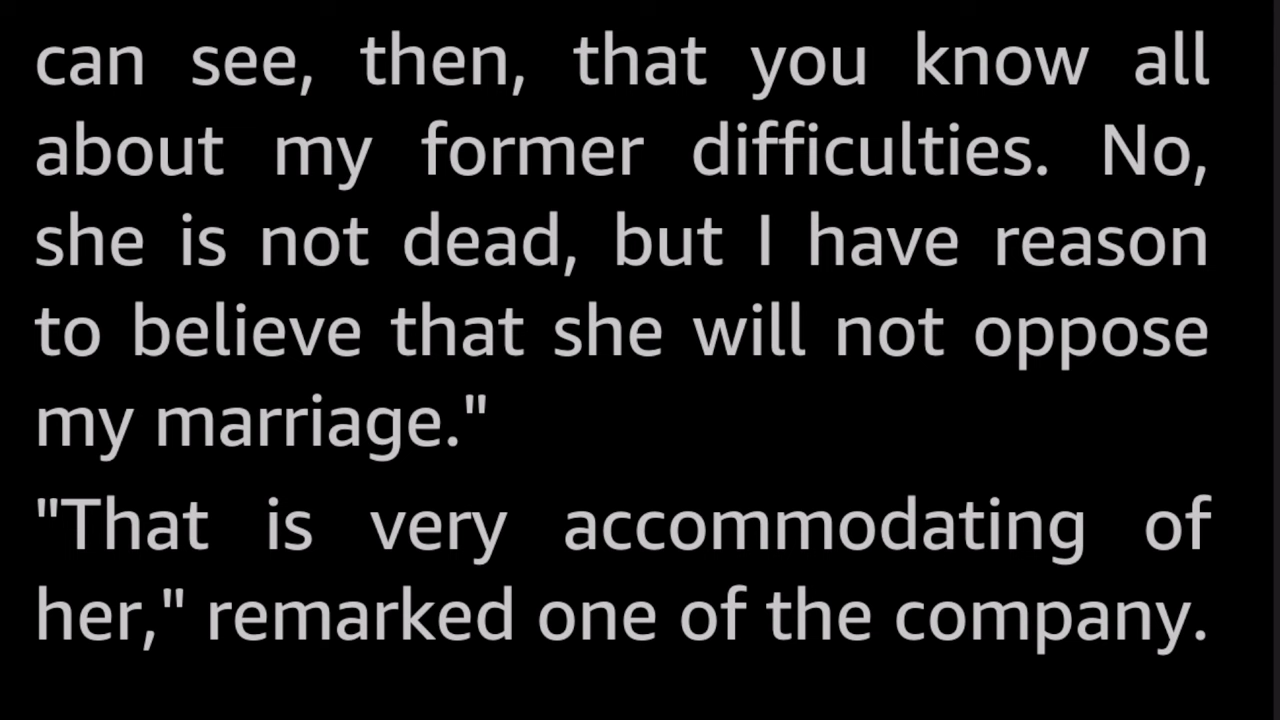 can see, then, that you know all
about my former difficulties. No,
she is not dead, but I have reason
to believe that she will not oppose
my marriage."
"That is very accommodating of
her," remarked one of the company.